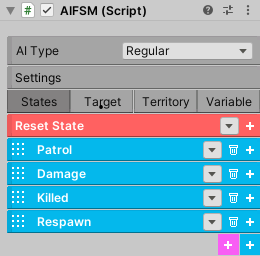 AIFSM (Script)
AI Type Regular
Settings
States Target Territory Variable
Reset State
Patrol
Damage
Killed
Respawn